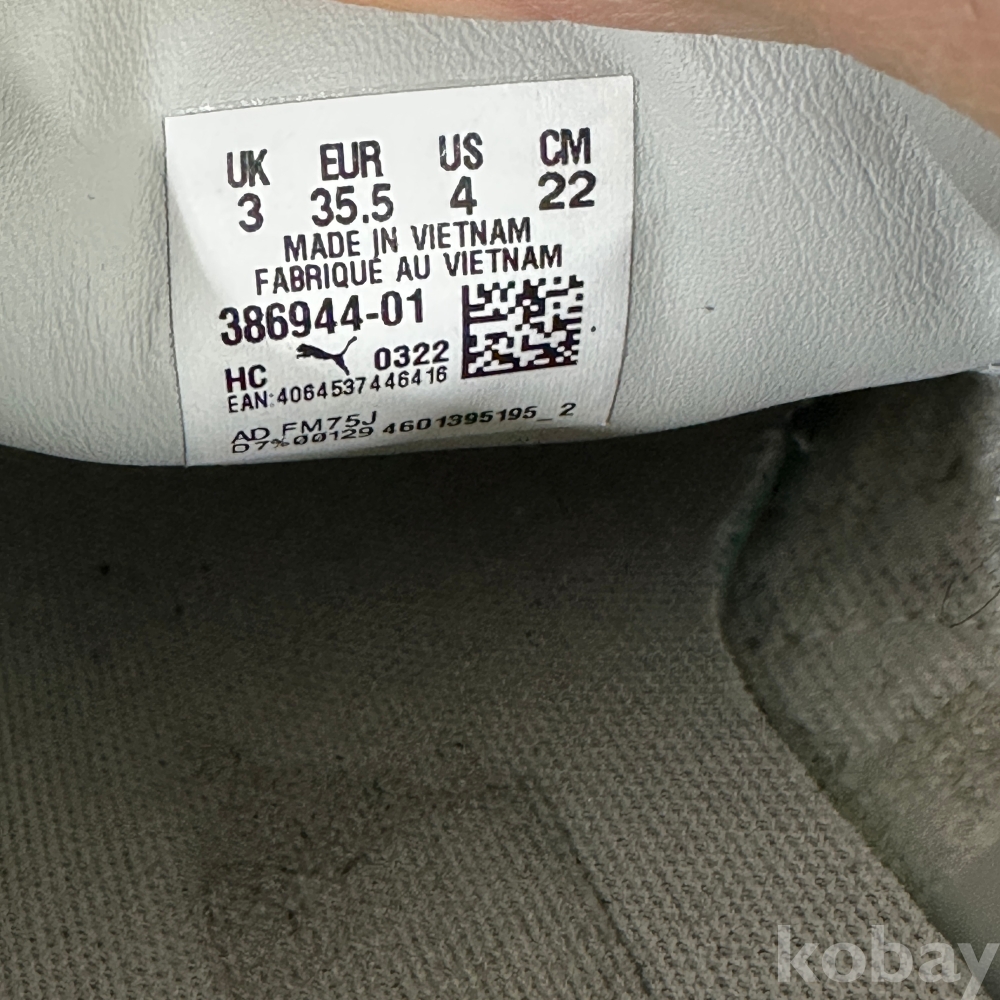 UK EUR US CM
3 35.5 4 22
MADE IN VIETNAM
FABRIQUÉ AU VIETNAM
386944-01
HC 0322
EAN:4064537446416
AD FM75J
D7%00129 4601395195_2
kobay